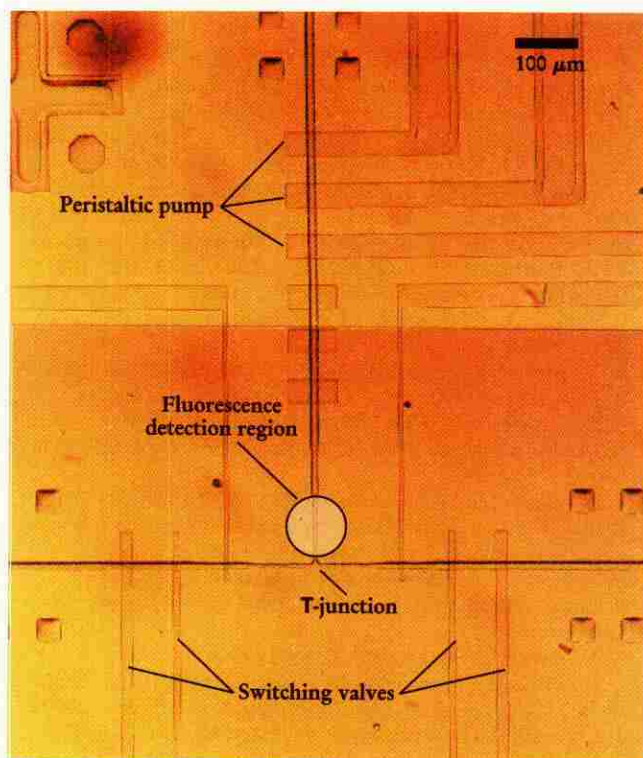 100 μm
Peristaltic pump
Fluorescence
detection region
T-junction
Switching valves